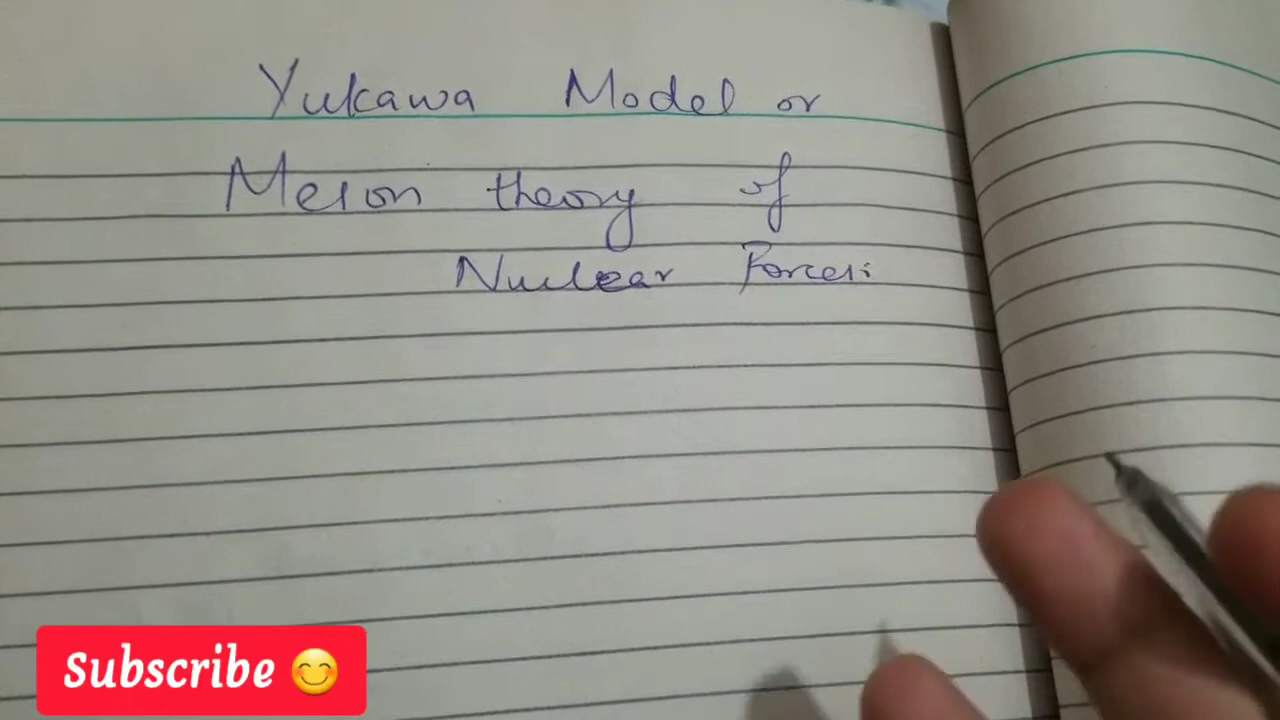 Yukawa Model or
Meson theory of
Nuclear Forces:
Subscribe 😊